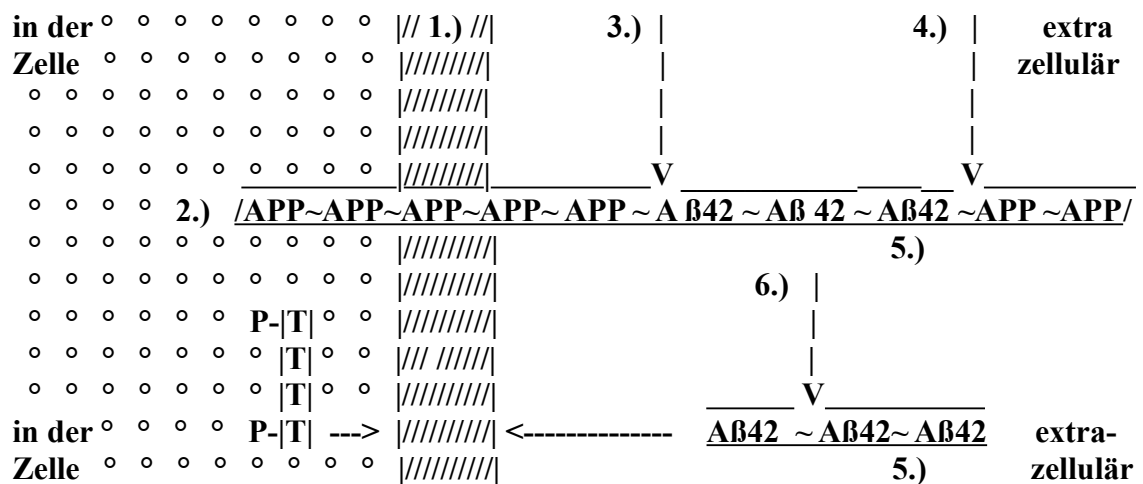 in der ° ° ° ° ° ° ° ° |// 1.) //| 3.) | 4.) | extra
Zelle ° ° ° ° ° ° ° ° |/////////| | | zellulär
° ° ° ° ° ° ° ° ° ° |/////////| | |
° ° ° ° ° ° ° ° ° ° |/////////| | |
° ° ° ° ° ° ° ° ° ° |/////////| V V
° ° ° ° 2.) /APP~APP~APP~APP~ APP ~ A ß42 ~ Aß 42 ~ Aß42 ~APP ~APP/
° ° ° ° ° ° ° ° ° ° |/////////| 5.)
° ° ° ° ° ° ° ° ° ° |/////////| 6.) |
° ° ° ° ° ° ° P-|T| ° ° |/////////| |
° ° ° ° ° ° ° |T| ° ° |/// //////| |
° ° ° ° ° ° ° |T| ° ° |/////////| V
in der ° ° ° ° P-|T| ---> |/////////| <------------- Aß42 ~ Aß42~ Aß42 extra-
Zelle ° ° ° ° ° ° ° ° |//////////| 5.) zellulär